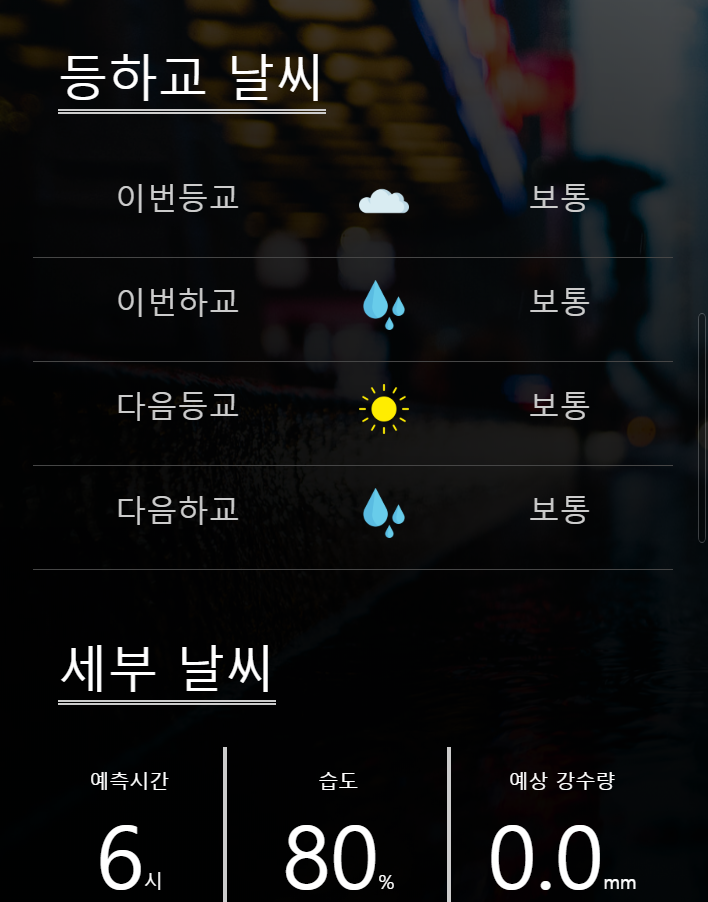 등하교 날씨
이번등교 보통
이번하교 보통
다음등교 보통
다음하교 보통
세부 날씨
예측시간 습도 예상 강수량
6시 80% 0.0mm